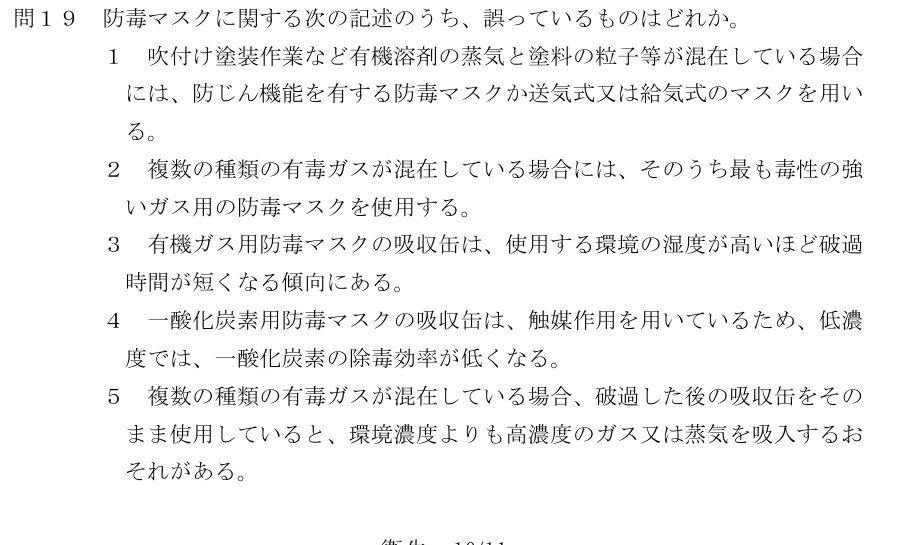 問１９　防毒マスクに関する次の記述のうち、誤っているものはどれか。
１　吹付け塗装作業など有機溶剤の蒸気と塗料の粒子等が混在している場合
には、防じん機能を有する防毒マスクか送気式又は給気式のマスクを用い
る。
２　複数の種類の有毒ガスが混在している場合には、そのうち最も毒性の強
いガス用の防毒マスクを使用する。
３　有機ガス用防毒マスクの吸収缶は、使用する環境の湿度が高いほど破過
時間が短くなる傾向にある。
４　一酸化炭素用防毒マスクの吸収缶は、触媒作用を用いているため、低濃
度では、一酸化炭素の除毒効率が低くなる。
５　複数の種類の有毒ガスが混在している場合、破過した後の吸収缶をその
まま使用していると、環境濃度よりも高濃度のガス又は蒸気を吸入するお
それがある。